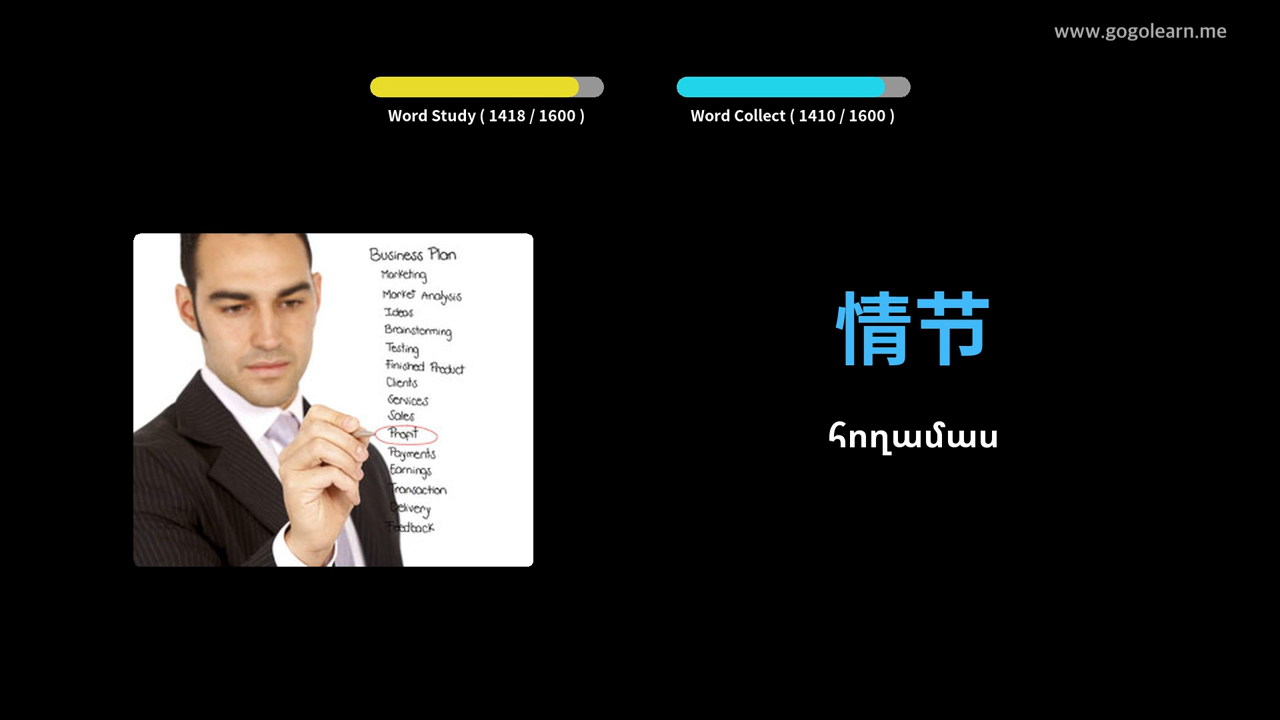 www.gogolearn.me
Word Study ( 1418 / 1600 )
Word Collect ( 1410 / 1600 )
Business Plan
Marketing
Market Analysis
Ideas
Brainstorming
Testing
Finished Product
Clients
Services
Sales
Profit
Payments
Earnings
Transaction
Delivery
Feedback
情节
հողամաս